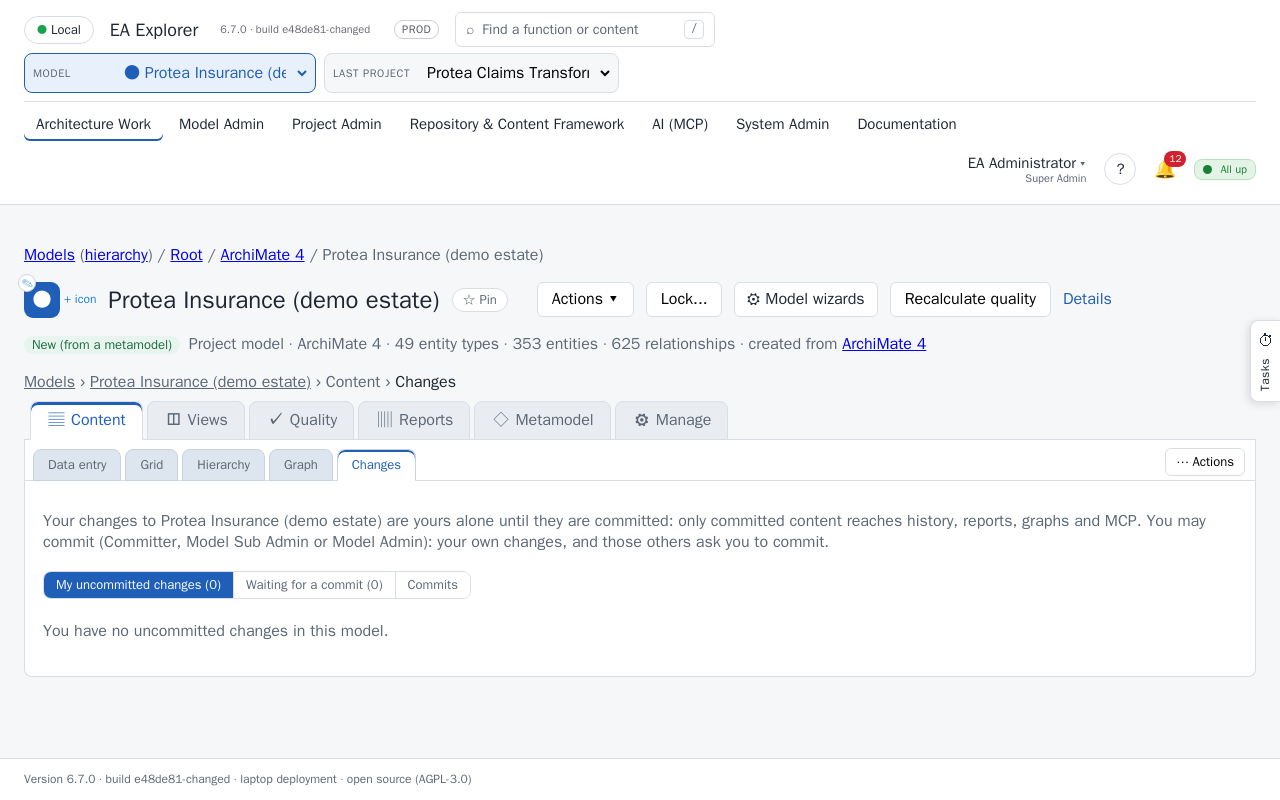 Local EA Explorer 6.7.0 · build e48de81-changed PROD Find a function or content /
MODEL Protea Insurance (de LAST PROJECT Protea Claims Transfor
Architecture Work Model Admin Project Admin Repository & Content Framework AI (MCP) System Admin Documentation
EA Administrator ▾ ? 12 All up
Super Admin
Models (hierarchy) / Root / ArchiMate 4 / Protea Insurance (demo estate)
+ icon Protea Insurance (demo estate) ☆ Pin Actions ▾ Lock... ⚙ Model wizards Recalculate quality Details
New (from a metamodel) Project model · ArchiMate 4 · 49 entity types · 353 entities · 625 relationships · created from ArchiMate 4
Tasks
Models › Protea Insurance (demo estate) › Content › Changes
Content Views ✓ Quality Reports ◇ Metamodel ⚙ Manage
Data entry Grid Hierarchy Graph Changes ··· Actions
Your changes to Protea Insurance (demo estate) are yours alone until they are committed: only committed content reaches history, reports, graphs and MCP. You may
commit (Committer, Model Sub Admin or Model Admin): your own changes, and those others ask you to commit.
My uncommitted changes (0) Waiting for a commit (0) Commits
You have no uncommitted changes in this model.
Version 6.7.0 · build e48de81-changed · laptop deployment · open source (AGPL-3.0)